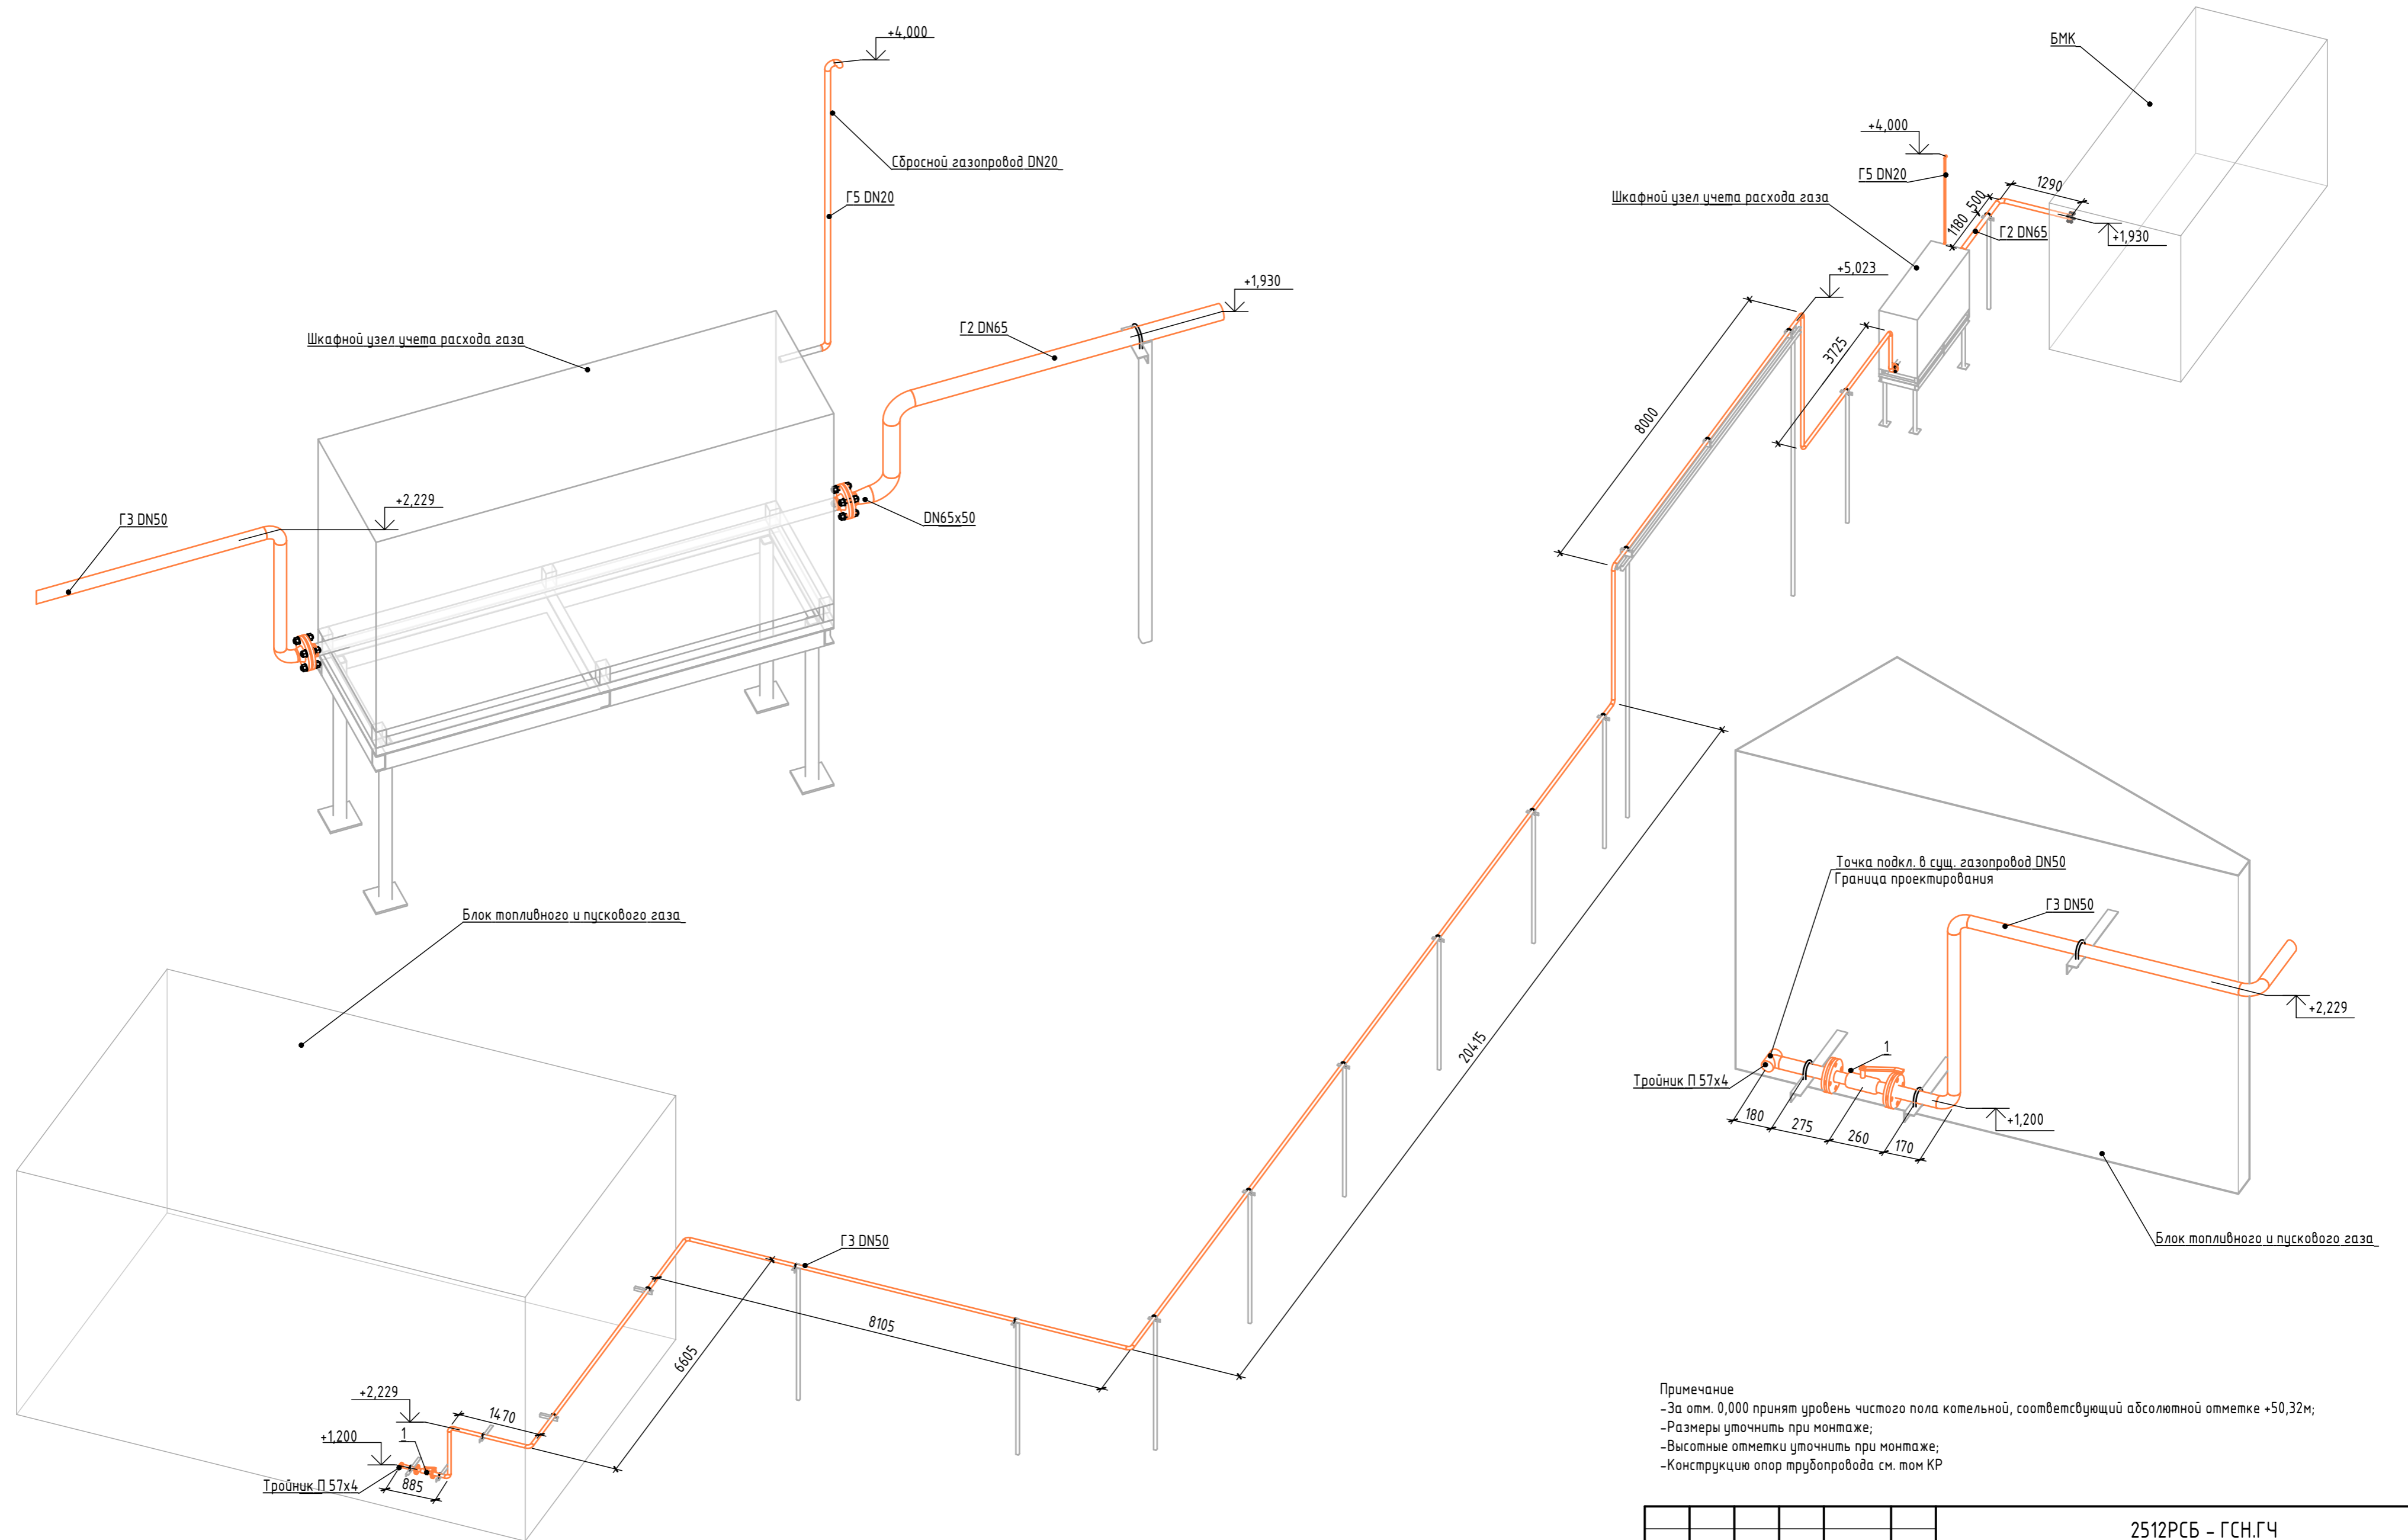 +4,000
Сбросной газопровод DN20
Г5 DN20
+1,930
Г2 DN65
Шкафной узел учета расхода газа
+2,229
Г3 DN50
DN65x50
БМК
+4,000
Г5 DN20
Шкафной узел учета расхода газа
1290
500
1180
Г2 DN65
+1,930
+5,023
8000
3725
20415
Точка подкл. в сущ. газопровод DN50
Граница проектирования
Г3 DN50
+2,229
1
Тройник П 57х4
180
275
260
170
+1,200
Блок топливного и пускового газа
Блок топливного и пускового газа
Г3 DN50
8105
6605
+2,229
1470
1
+1,200
Тройник П 57х4
885
Примечание
-За отм. 0,000 принят уровень чистого пола котельной, соответсвующий абсолютной отметке +50,32м;
-Размеры уточнить при монтаже;
-Высотные отметки уточнить при монтаже;
-Конструкцию опор трубопровода см. том КР
2512РСБ - ГСН.ГЧ